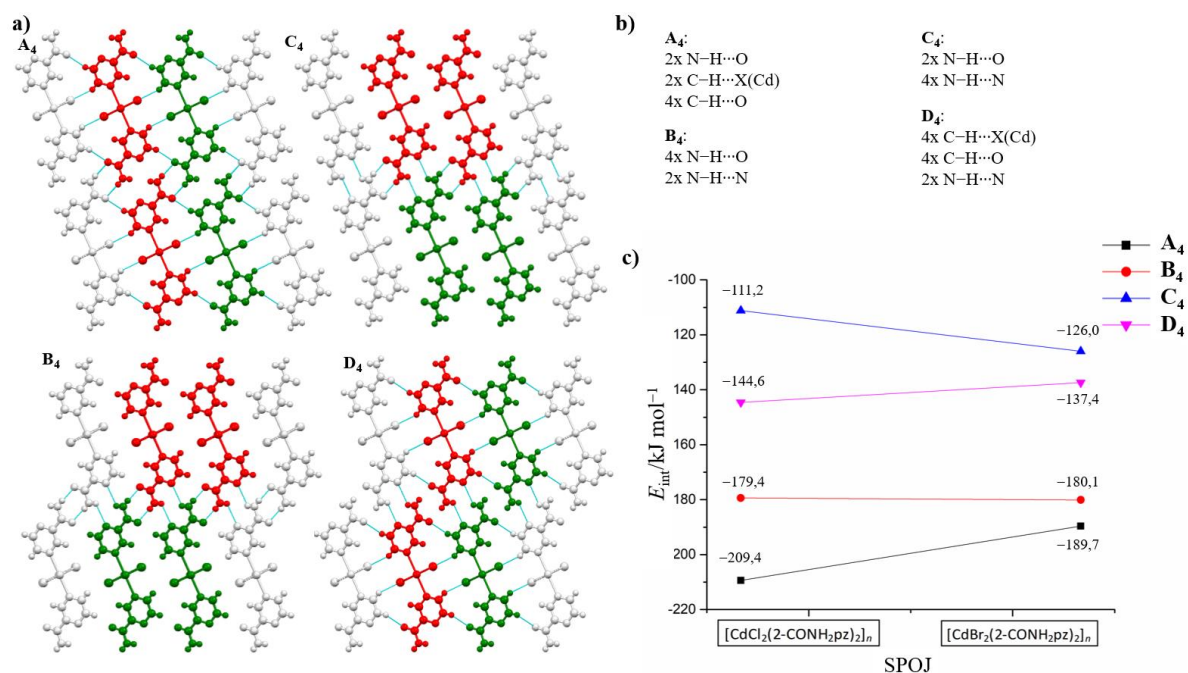 a)
A₄
C₄
B₄
D₄
b)
A₄:
2x N−H···O
2x C−H···X(Cd)
4x C−H···O
B₄:
4x N−H···O
2x N−H···N
C₄:
2x N−H···O
4x N−H···N
D₄:
4x C−H···X(Cd)
4x C−H···O
2x N−H···N
c)
A₄
B₄
C₄
D₄
E_int/kJ mol⁻¹
-100
120
140
160
180
200
-220
−111,2
−126,0
−144,6
−137,4
−179,4
−180,1
−209,4
−189,7
[CdCl₂(2-CONH₂pz)₂]ₙ
[CdBr₂(2-CONH₂pz)₂]ₙ
SPOJ